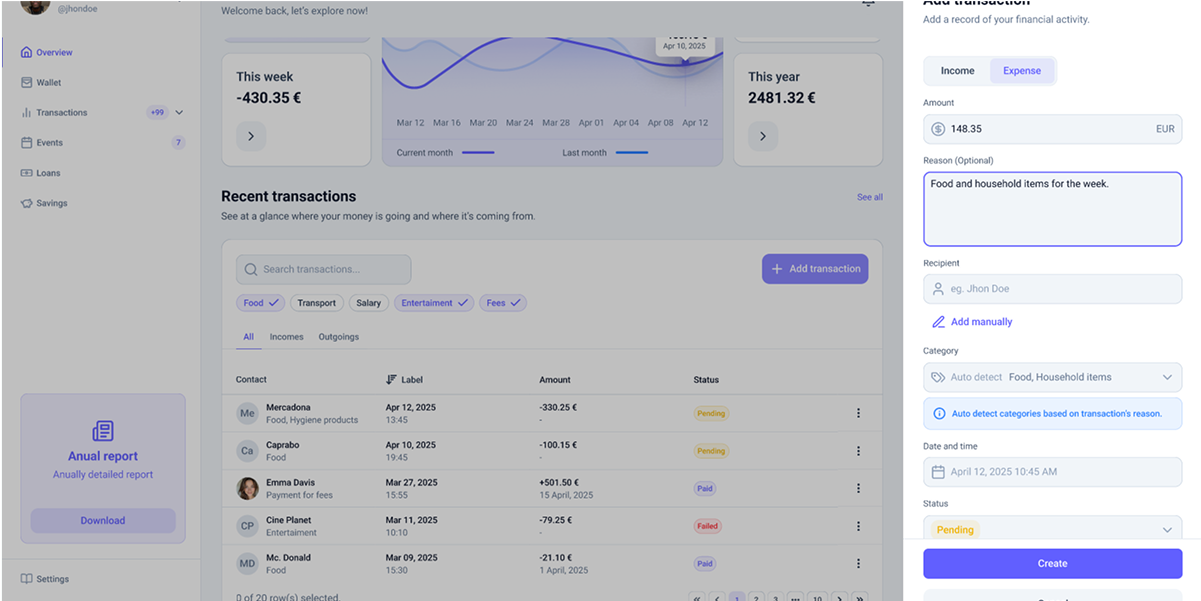 @jhondoe
Overview
Wallet
Transactions +99
Events 7
Loans
Savings
Anual report
Anually detailed report
Download
Settings
Welcome back, let's explore now!
This week
-430.35 €
Apr 10, 2025
Mar 12 Mar 16 Mar 20 Mar 24 Mar 28 Apr 01 Apr 04 Apr 08 Apr 12
Current month Last month
This year
2481.32 €
Recent transactions See all
See at a glance where your money is going and where it's coming from.
Search transactions... Add transaction
Food Transport Salary Entertaiment Fees
All Incomes Outgoings
Contact Label Amount Status
Me Mercadona Apr 12, 2025 -330.25 € Pending
Food, Hygiene products 13:45 -
Ca Caprabo Apr 10, 2025 -100.15 € Pending
Food 19:45 -
Emma Davis Mar 27, 2025 +501.50 € Paid
Payment for fees 15:55 15 April, 2025
CP Cine Planet Mar 11, 2025 -79.25 € Failed
Entertaiment 10:10 -
MD Mc. Donald Mar 09, 2025 -21.10 € Paid
Food 15:30 1 April, 2025
0 of 20 row(s) selected. 1 2 3 ... 10
Add transaction
Add a record of your financial activity.
Income Expense
Amount
148.35 EUR
Reason (Optional)
Food and household items for the week.
Recipient
eg. Jhon Doe
Add manually
Category
Auto detect Food, Household items
Auto detect categories based on transaction's reason.
Date and time
April 12, 2025 10:45 AM
Status
Pending
Create